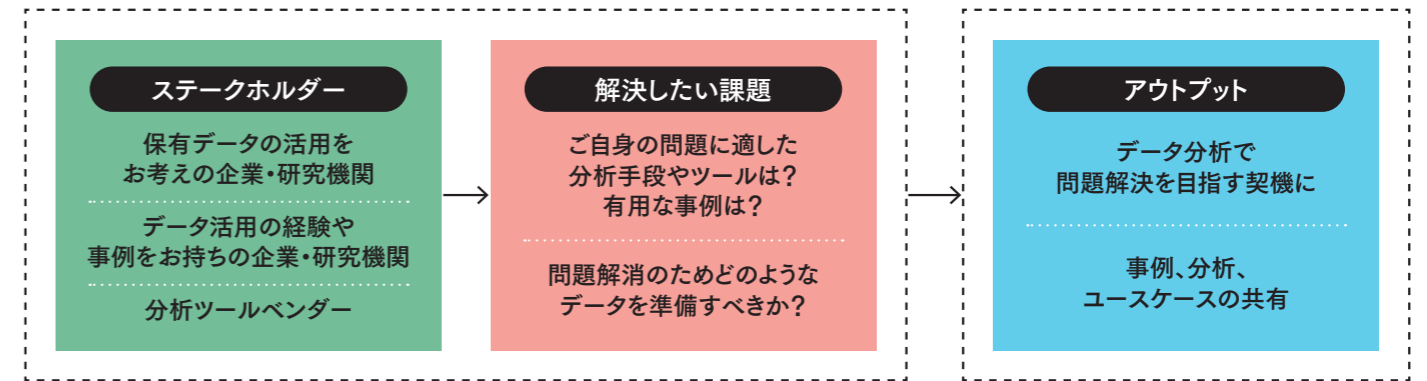 ステークホルダー
保有データの活用を
お考えの企業・研究機関
データ活用の経験や
事例をお持ちの企業・研究機関
分析ツールベンダー
解決したい課題
ご自身の問題に適した
分析手段やツールは？
有用な事例は？
問題解消のためどのような
データを準備すべきか？
アウトプット
データ分析で
問題解決を目指す契機に
事例、分析、
ユースケースの共有